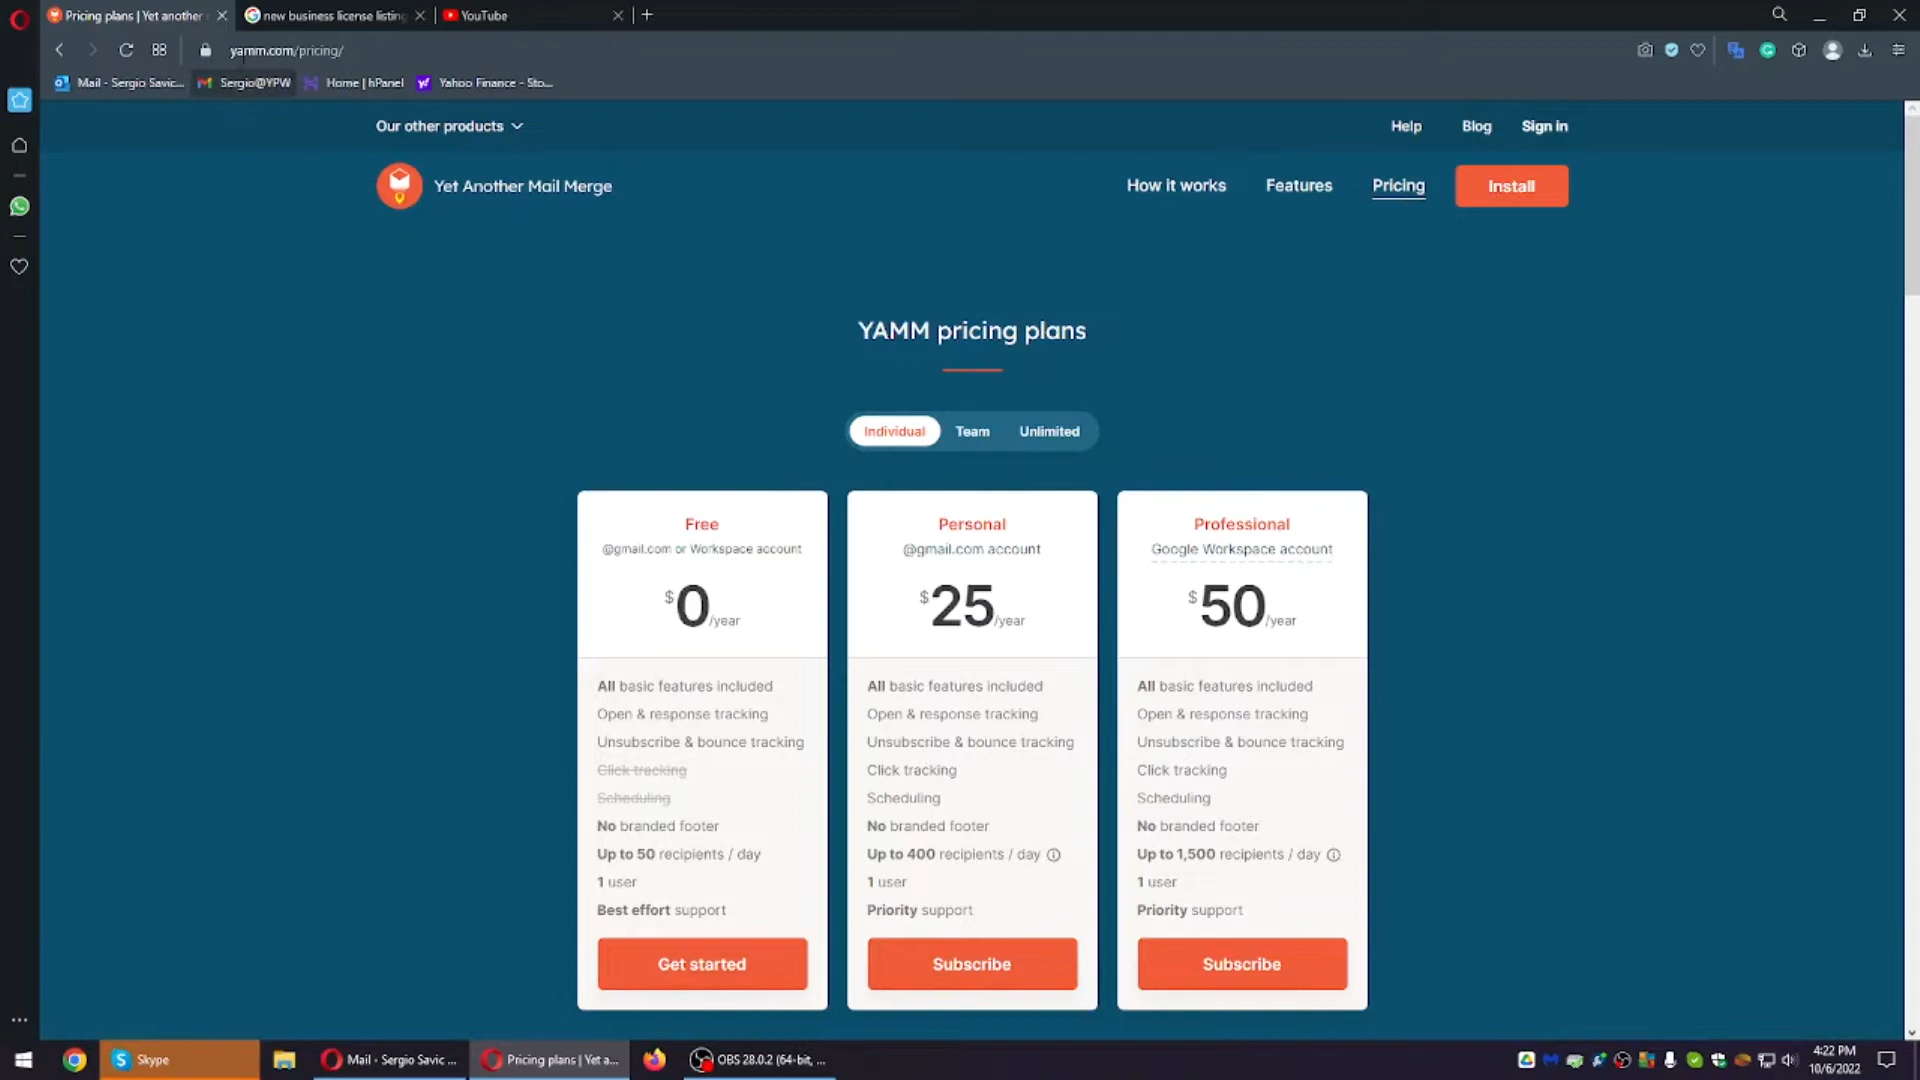 Pricing plans | Yet another
new business license listing
YouTube
yamm.com/pricing/
Mail - Sergio Savic...
Sergio@YPW
Home | hPanel
Yahoo Finance - Sto...
Our other products
Help
Blog
Sign in
Yet Another Mail Merge
How it works
Features
Pricing
Install
YAMM pricing plans
Individual
Team
Unlimited
Free
@gmail.com or Workspace account
$0/year
All basic features included
Open & response tracking
Unsubscribe & bounce tracking
Click tracking
Scheduling
No branded footer
Up to 50 recipients / day
1 user
Best effort support
Get started
Personal
@gmail.com account
$25/year
All basic features included
Open & response tracking
Unsubscribe & bounce tracking
Click tracking
Scheduling
No branded footer
Up to 400 recipients / day
1 user
Priority support
Subscribe
Professional
Google Workspace account
$50/year
All basic features included
Open & response tracking
Unsubscribe & bounce tracking
Click tracking
Scheduling
No branded footer
Up to 1,500 recipients / day
1 user
Priority support
Subscribe
Skype
Mail - Sergio Savic ...
Pricing plans | Yet a...
OBS 28.0.2 (64-bit, ...
4:22 PM
10/6/2022